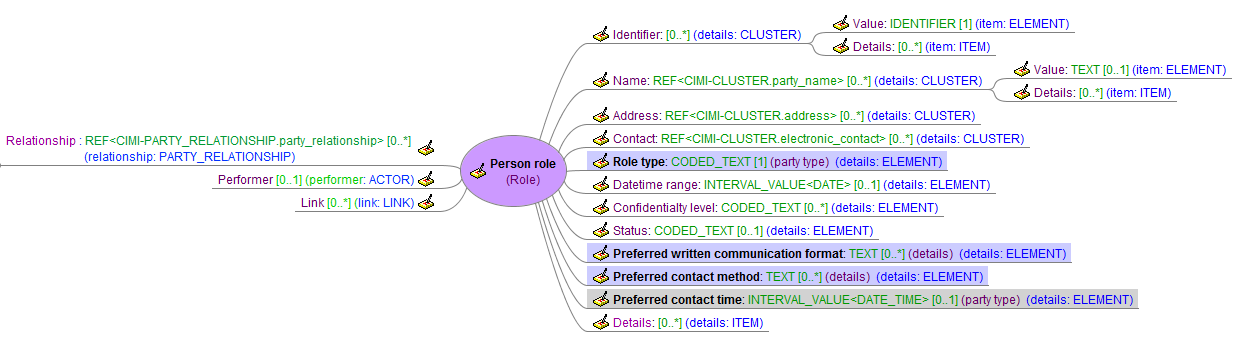 Relationship : REF<CIMI-PARTY_RELATIONSHIP.party_relationship> [0..*]
(relationship: PARTY_RELATIONSHIP)
Performer [0..1] (performer: ACTOR)
Link [0..*] (link: LINK)
Person role
(Role)
Identifier: [0..*] (details: CLUSTER)
Value: IDENTIFIER [1] (item: ELEMENT)
Details: [0..*] (item: ITEM)
Name: REF<CIMI-CLUSTER.party_name> [0..*] (details: CLUSTER)
Value: TEXT [0..1] (item: ELEMENT)
Details: [0..*] (item: ITEM)
Address: REF<CIMI-CLUSTER.address> [0..*] (details: CLUSTER)
Contact: REF<CIMI-CLUSTER.electronic_contact> [0..*] (details: CLUSTER)
Role type: CODED_TEXT [1] (party type) (details: ELEMENT)
Datetime range: INTERVAL_VALUE<DATE> [0..1] (details: ELEMENT)
Confidentialty level: CODED_TEXT [0..*] (details: ELEMENT)
Status: CODED_TEXT [0..1] (details: ELEMENT)
Preferred written communication format: TEXT [0..*] (details) (details: ELEMENT)
Preferred contact method: TEXT [0..*] (details) (details: ELEMENT)
Preferred contact time: INTERVAL_VALUE<DATE_TIME> [0..1] (party type) (details: ELEMENT)
Details: [0..*] (details: ITEM)